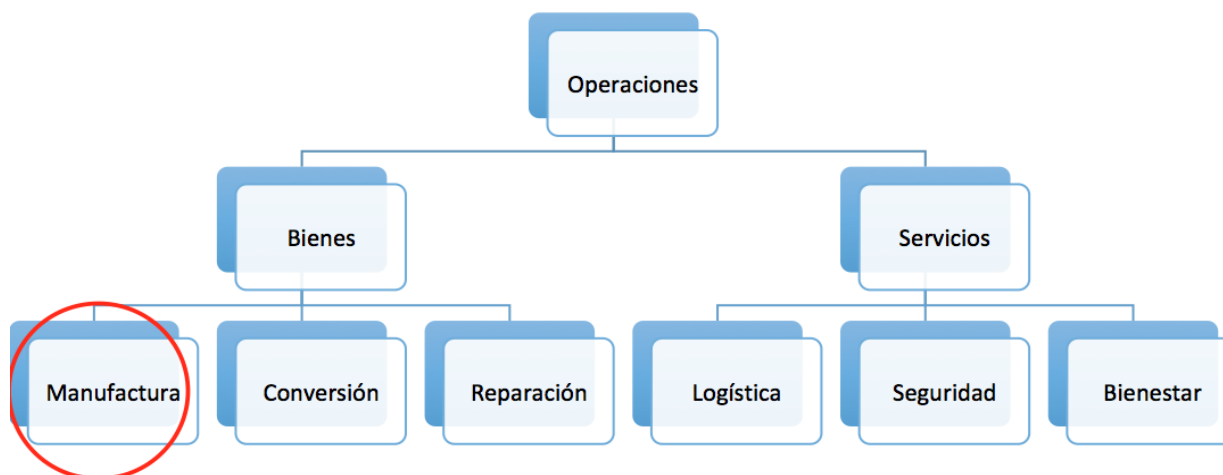 Operaciones
Bienes
Servicios
Manufactura
Conversión
Reparación
Logística
Seguridad
Bienestar